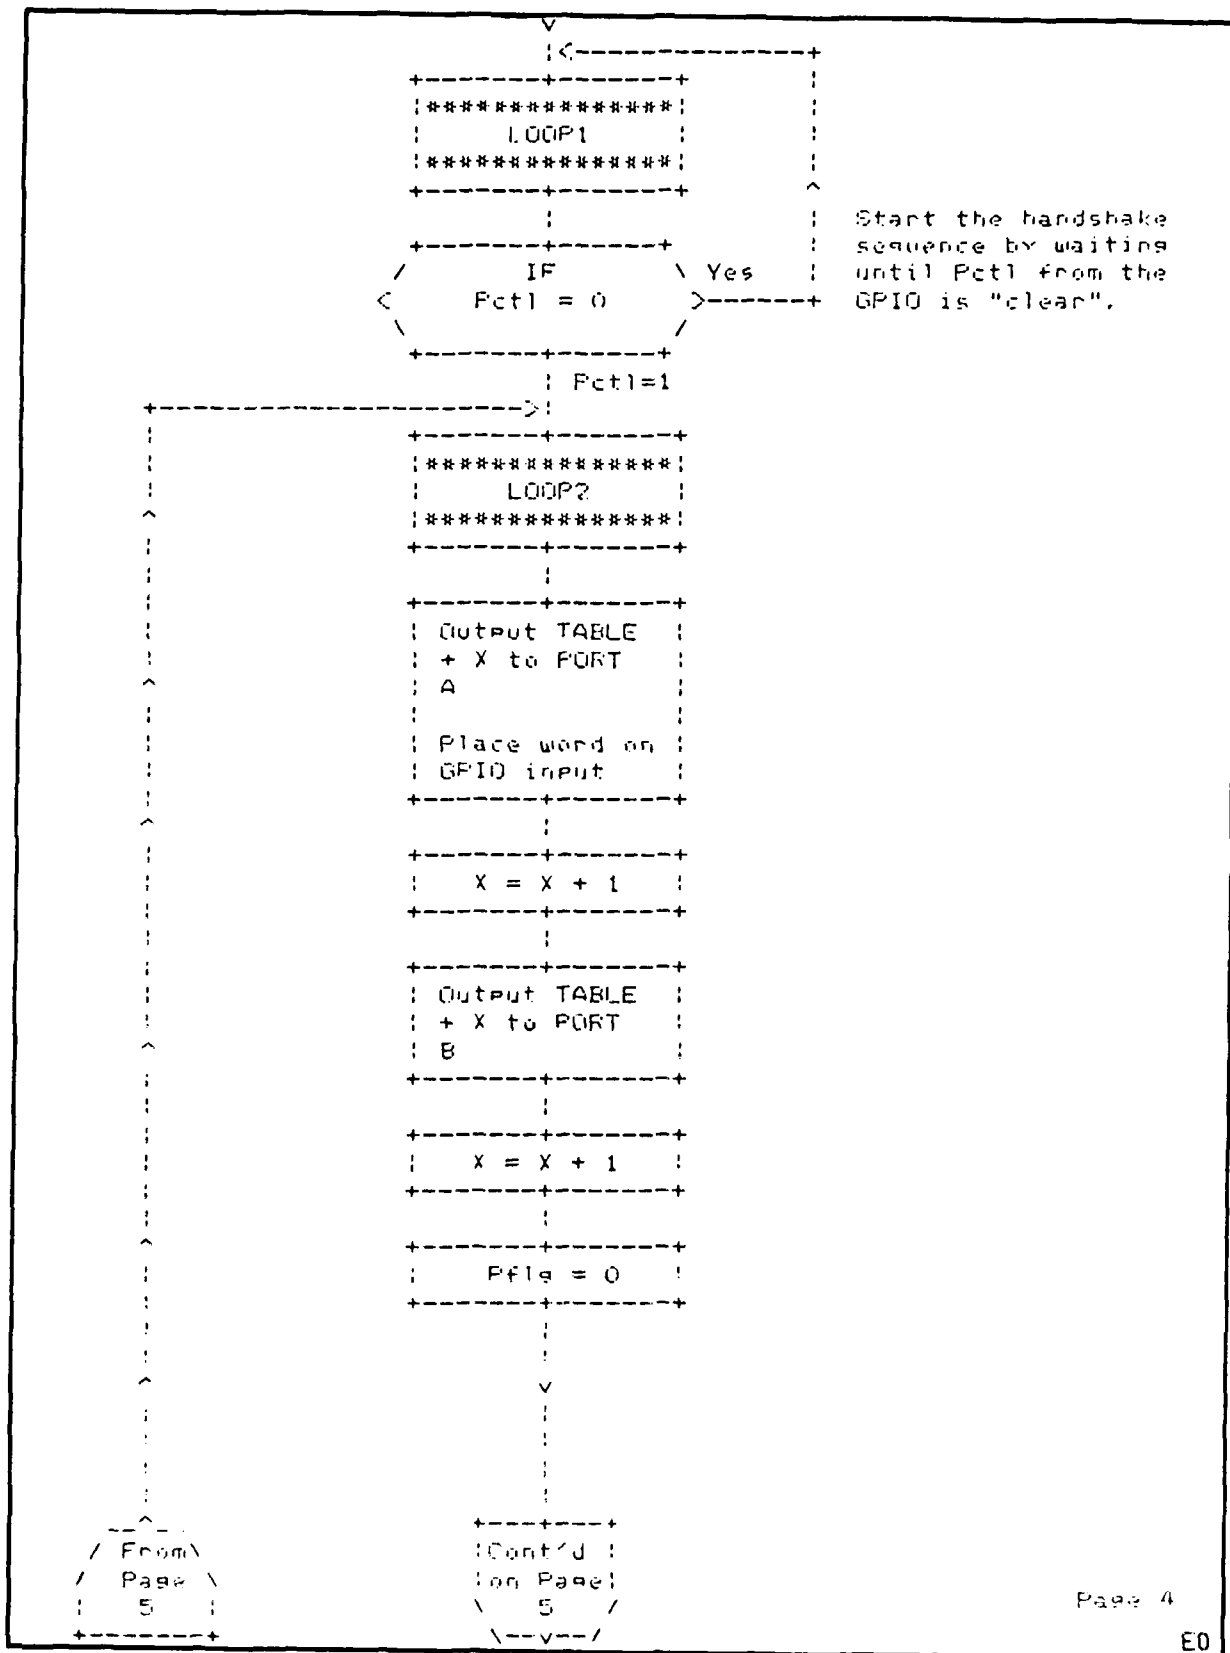 ***************
LOOP1
***************
IF
Pctl = 0
Yes
Start the handshake
sequence by waiting
until Pctl from the
GPIO is "clear".
Pctl=1
***************
LOOP2
***************
Output TABLE
+ X to PORT
A
Place word on
GPIO input
X = X + 1
Output TABLE
+ X to PORT
B
X = X + 1
Pflg = 0
From
Page
5
Cont'd
on Page
5
Page 4
E0